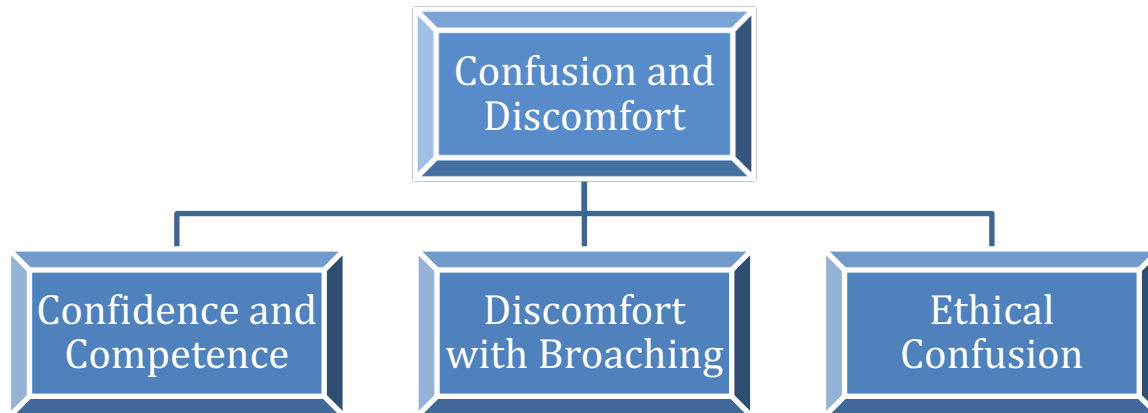 Confusion and
Discomfort
Confidence and
Competence
Discomfort
with Broaching
Ethical
Confusion